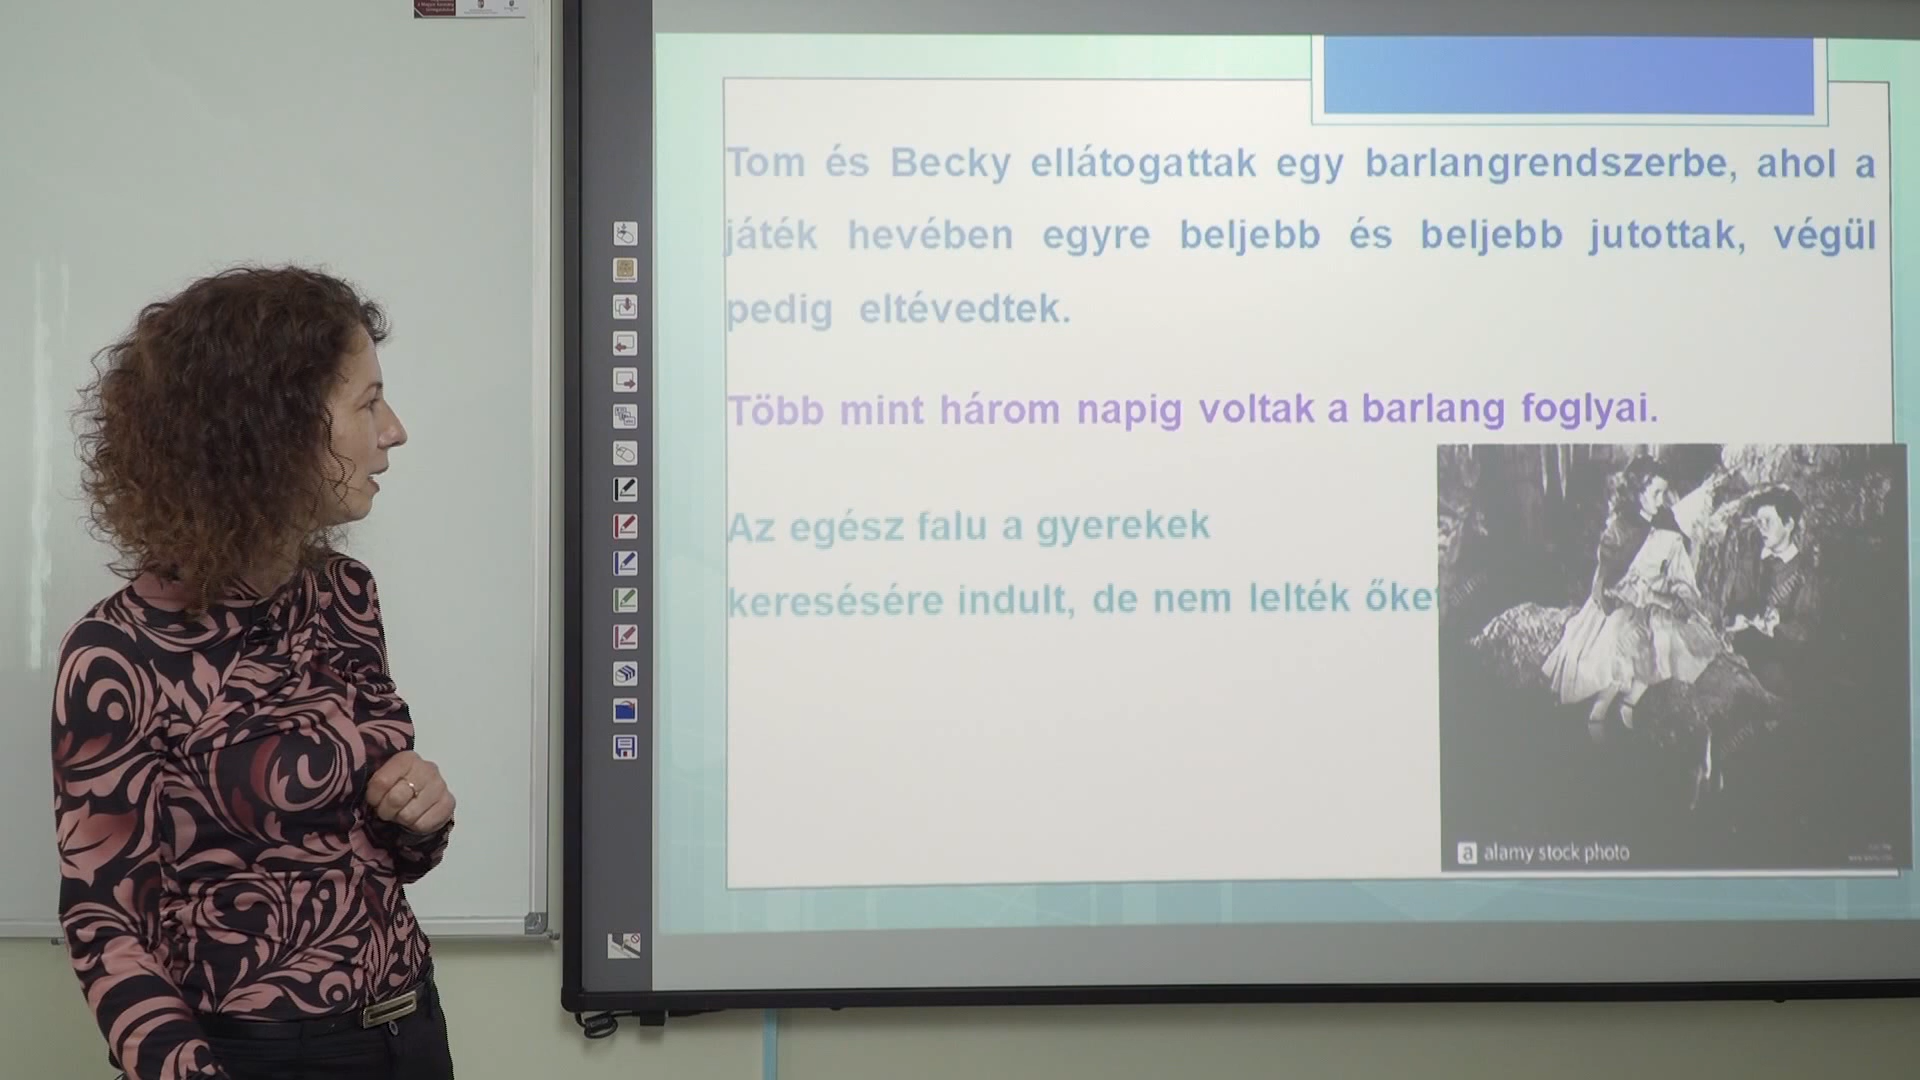 Tom és Becky ellátogattak egy barlangrendszerbe, ahol a
játék hevében egyre beljebb és beljebb jutottak, végül
pedig eltévedtek.
Több mint három napig voltak a barlang foglyai.
Az egész falu a gyerekek
keresésére indult, de nem lelték őket
a alamy stock photo